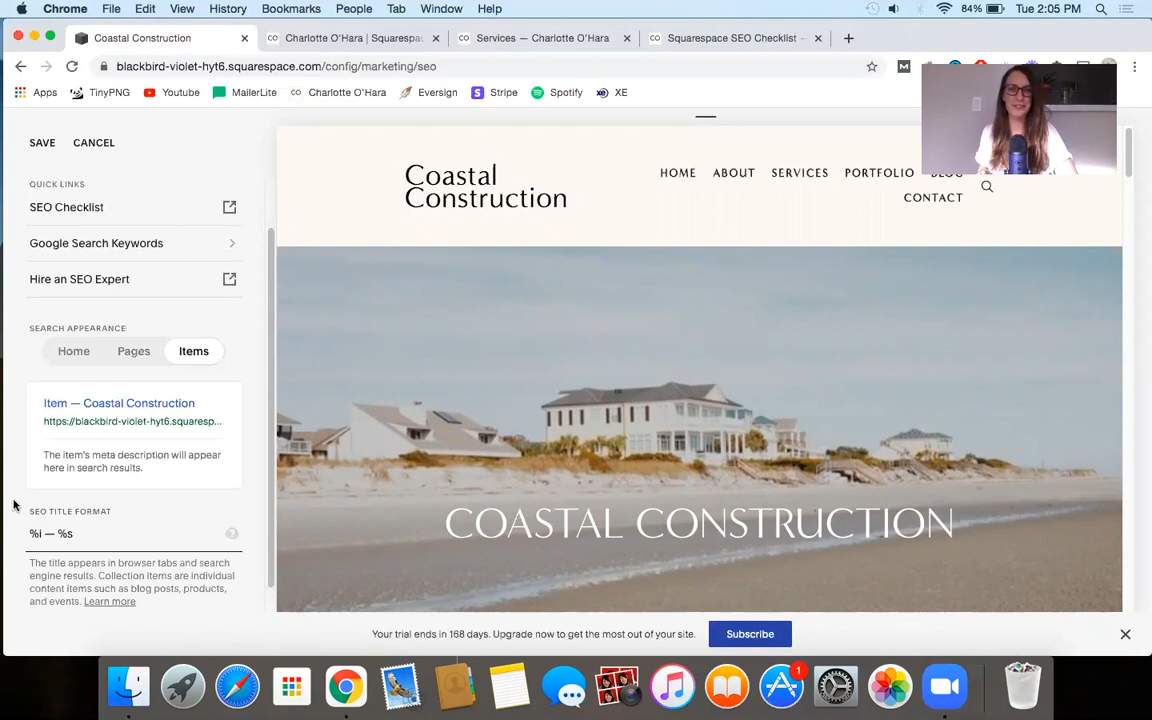 Chrome File Edit View History Bookmarks People Tab Window Help 84% Tue 2:05 PM
Coastal Construction Charlotte O'Hara | Squarespa Services — Charlotte O'Hara Squarespace SEO Checklist —
blackbird-violet-hyt6.squarespace.com/config/marketing/seo
Apps TinyPNG Youtube MailerLite CO Charlotte O'Hara Eversign Stripe Spotify XE
SAVE CANCEL
QUICK LINKS
SEO Checklist
Google Search Keywords
Hire an SEO Expert
SEARCH APPEARANCE
Home Pages Items
Item — Coastal Construction
https://blackbird-violet-hyt6.squaresp...
The item's meta description will appear
here in search results.
SEO TITLE FORMAT
%i — %s
The title appears in browser tabs and search
engine results. Collection items are individual
content items such as blog posts, products,
and events. Learn more
Coastal
Construction
HOME ABOUT SERVICES PORTFOLIO BLOG
CONTACT
COASTAL CONSTRUCTION
Your trial ends in 168 days. Upgrade now to get the most out of your site. Subscribe
1